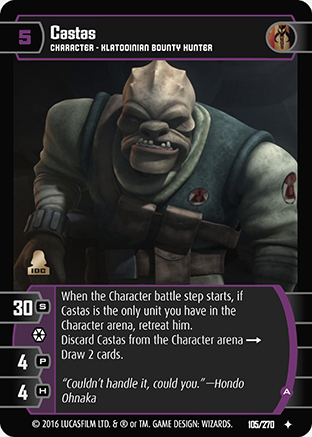 5
Castas
CHARACTER - KLATODINIAN BOUNTY HUNTER
IDC
30 S
4 P
4 H
When the Character battle step starts, if
Castas is the only unit you have in the
Character arena, retreat him.
Discard Castas from the Character arena →
Draw 2 cards.
“Couldn’t handle it, could you.” —Hondo
Ohnaka
A
© 2016 LUCASFILM LTD. & ® OR TM. GAME DESIGN: WIZARDS.
105/270